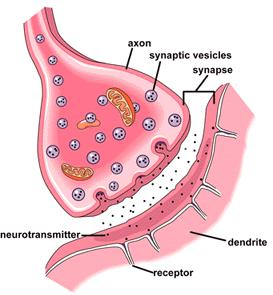 axon
synaptic vesicles
synapse
neurotransmitter
dendrite
receptor